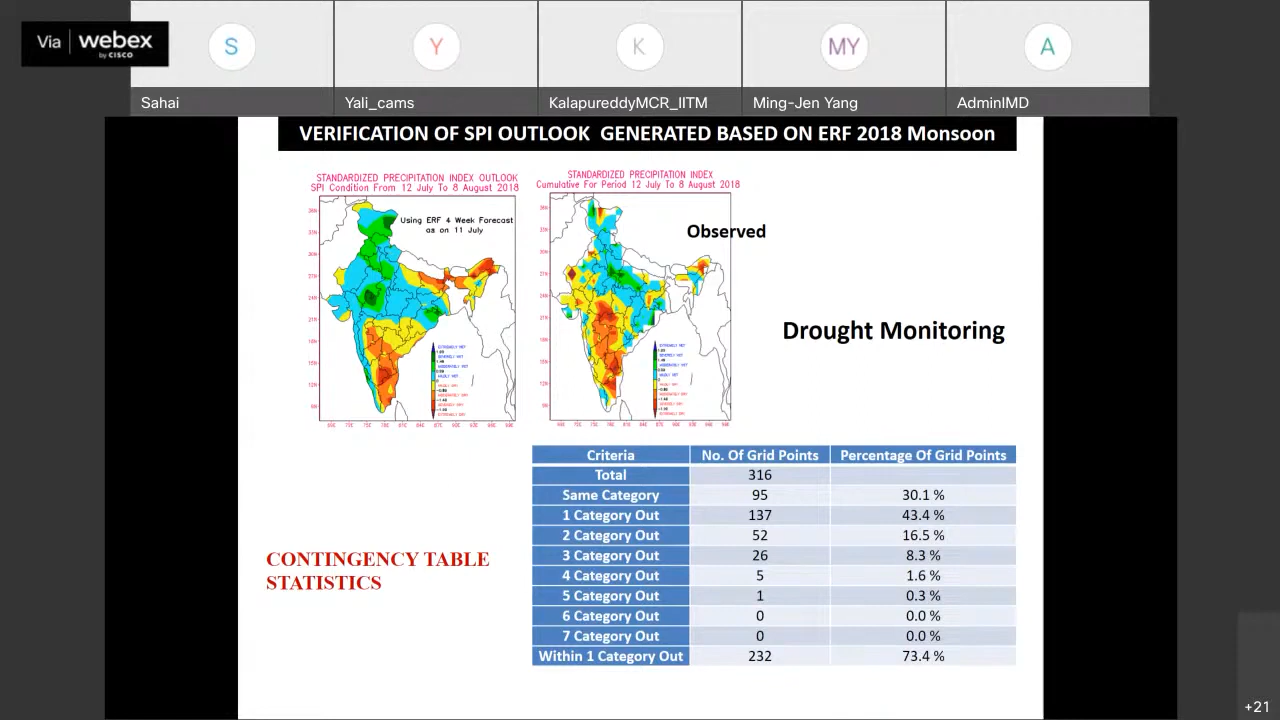 Via webex
by CISCO
S
Y
K
MY
A
Sahai
Yali_cams
KalapureddyMCR_IITM
Ming-Jen Yang
AdminIMD
VERIFICATION OF SPI OUTLOOK GENERATED BASED ON ERF 2018 Monsoon
STANDARDIZED PRECIPITATION INDEX OUTLOOK
SPI Condition From 12 July To 8 August 2018
Using ERF 4 Week Forecast
as on 11 July
STANDARDIZED PRECIPITATION INDEX
Cumulative For Period 12 July To 8 August 2018
Observed
Drought Monitoring
Criteria No. Of Grid Points Percentage Of Grid Points
Total 316
Same Category 95 30.1 %
1 Category Out 137 43.4 %
2 Category Out 52 16.5 %
3 Category Out 26 8.3 %
4 Category Out 5 1.6 %
5 Category Out 1 0.3 %
6 Category Out 0 0.0 %
7 Category Out 0 0.0 %
Within 1 Category Out 232 73.4 %
CONTINGENCY TABLE
STATISTICS
+21